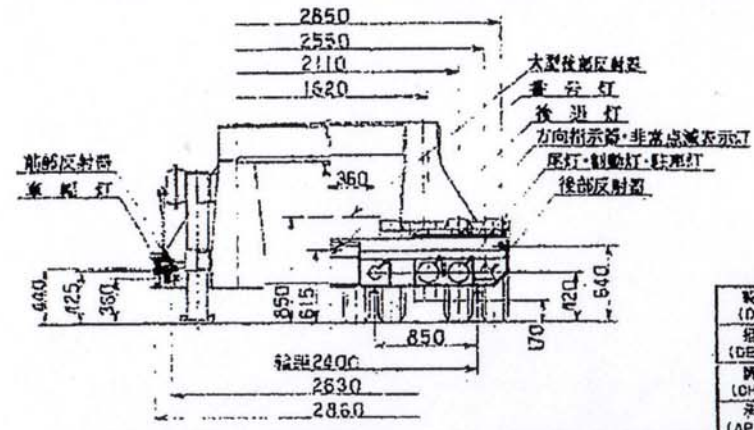 2850
2550
2110
1620
大型後部反射器
番号灯
後退灯
方向指示器・非常点滅表示灯
尾灯・制動灯・駐車灯
後部反射器
前部反射器
車幅灯
360
440
425
360
850
615
850
170
420
640
輪距2400
2630
2860